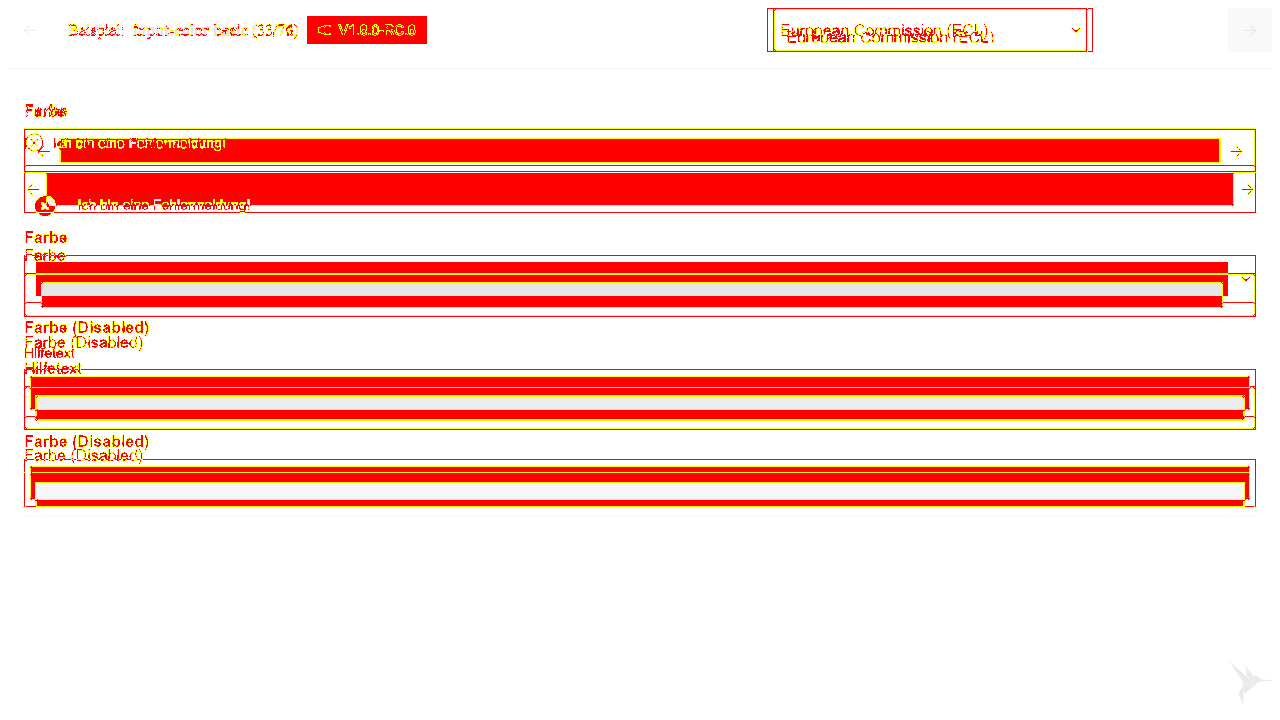 Beispiel: input-color basic (33/76) V1.0.0-RC.0
European Commission (ECL)
European Commission (ECL)
Farbe
Ich bin eine Fehlermeldung!
Ich bin eine Fehlermeldung!
Farbe
Farbe
Farbe (Disabled)
Farbe (Disabled)
Hilfetext
Hilfetext
Farbe (Disabled)
Farbe (Disabled)